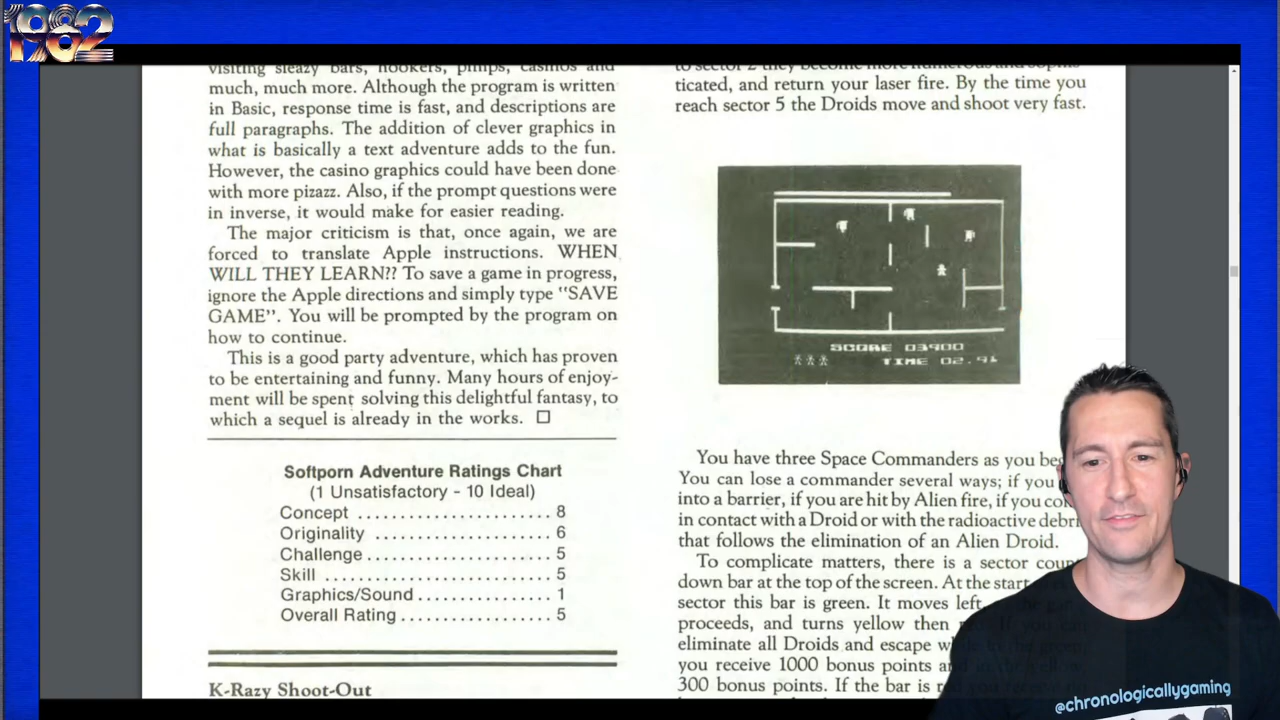 1982
visiting sleazy bars, hookers, pimps, casinos and
much, much more. Although the program is written
in Basic, response time is fast, and descriptions are
full paragraphs. The addition of clever graphics in
what is basically a text adventure adds to the fun.
However, the casino graphics could have been done
with more pizazz. Also, if the prompt questions were
in inverse, it would make for easier reading.
The major criticism is that, once again, we are
forced to translate Apple instructions. WHEN
WILL THEY LEARN?? To save a game in progress,
ignore the Apple directions and simply type "SAVE
GAME". You will be prompted by the program on
how to continue.
This is a good party adventure, which has proven
to be entertaining and funny. Many hours of enjoy-
ment will be spent solving this delightful fantasy, to
which a sequel is already in the works. □
Softporn Adventure Ratings Chart
(1 Unsatisfactory - 10 Ideal)
Concept ...................... 8
Originality .................... 6
Challenge ..................... 5
Skill .......................... 5
Graphics/Sound ............... 1
Overall Rating ................. 5
K-Razy Shoot-Out
to sector 2 they become more numerous and
ticated, and return your laser fire. By the time you
reach sector 5 the Droids move and shoot very fast.
SCORE 03900
TIME 02.91
You have three Space Commanders as you
You can lose a commander several ways; if you
into a barrier, if you are hit by Alien fire, if you
in contact with a Droid or with the radioactive
that follows the elimination of an Alien Droid.
To complicate matters, there is a sector
down bar at the top of the screen. At the start
sector this bar is green. It moves left
proceeds, and turns yellow then
eliminate all Droids and escape
you receive 1000 bonus points
300 bonus points. If the bar is
@chronologicallygaming